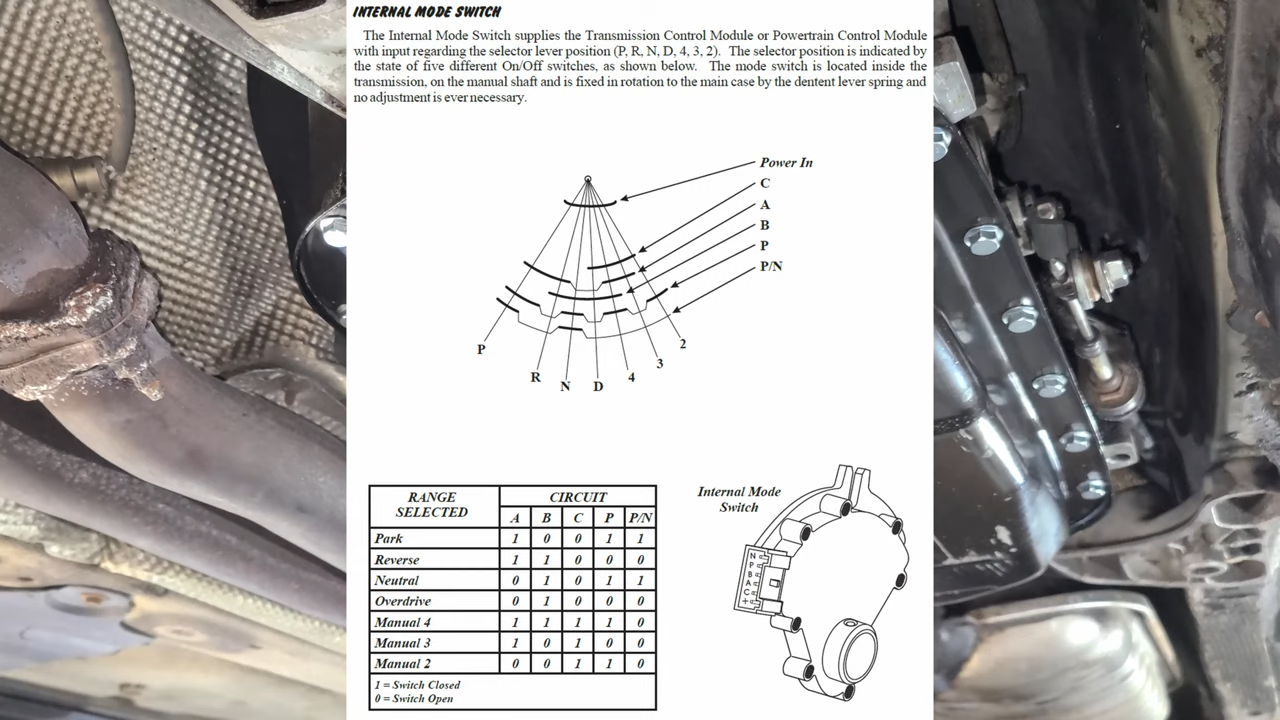 INTERNAL MODE SWITCH
The Internal Mode Switch supplies the Transmission Control Module or Powertrain Control Module
with input regarding the selector lever position (P, R, N, D, 4, 3, 2). The selector position is indicated by
the state of five different On/Off switches, as shown below. The mode switch is located inside the
transmission, on the manual shaft and is fixed in rotation to the main case by the dentent lever spring and
no adjustment is ever necessary.
Power In
C
A
B
P
P/N
P
R
N
D
4
3
2
RANGE SELECTED CIRCUIT
A B C P P/N
Park 1 0 0 1 1
Reverse 1 1 0 0 0
Neutral 0 1 0 1 1
Overdrive 0 1 0 0 0
Manual 4 1 1 1 1 0
Manual 3 1 0 1 0 0
Manual 2 0 0 1 1 0
1 = Switch Closed
0 = Switch Open
Internal Mode
Switch
N
P
B
A
C
+